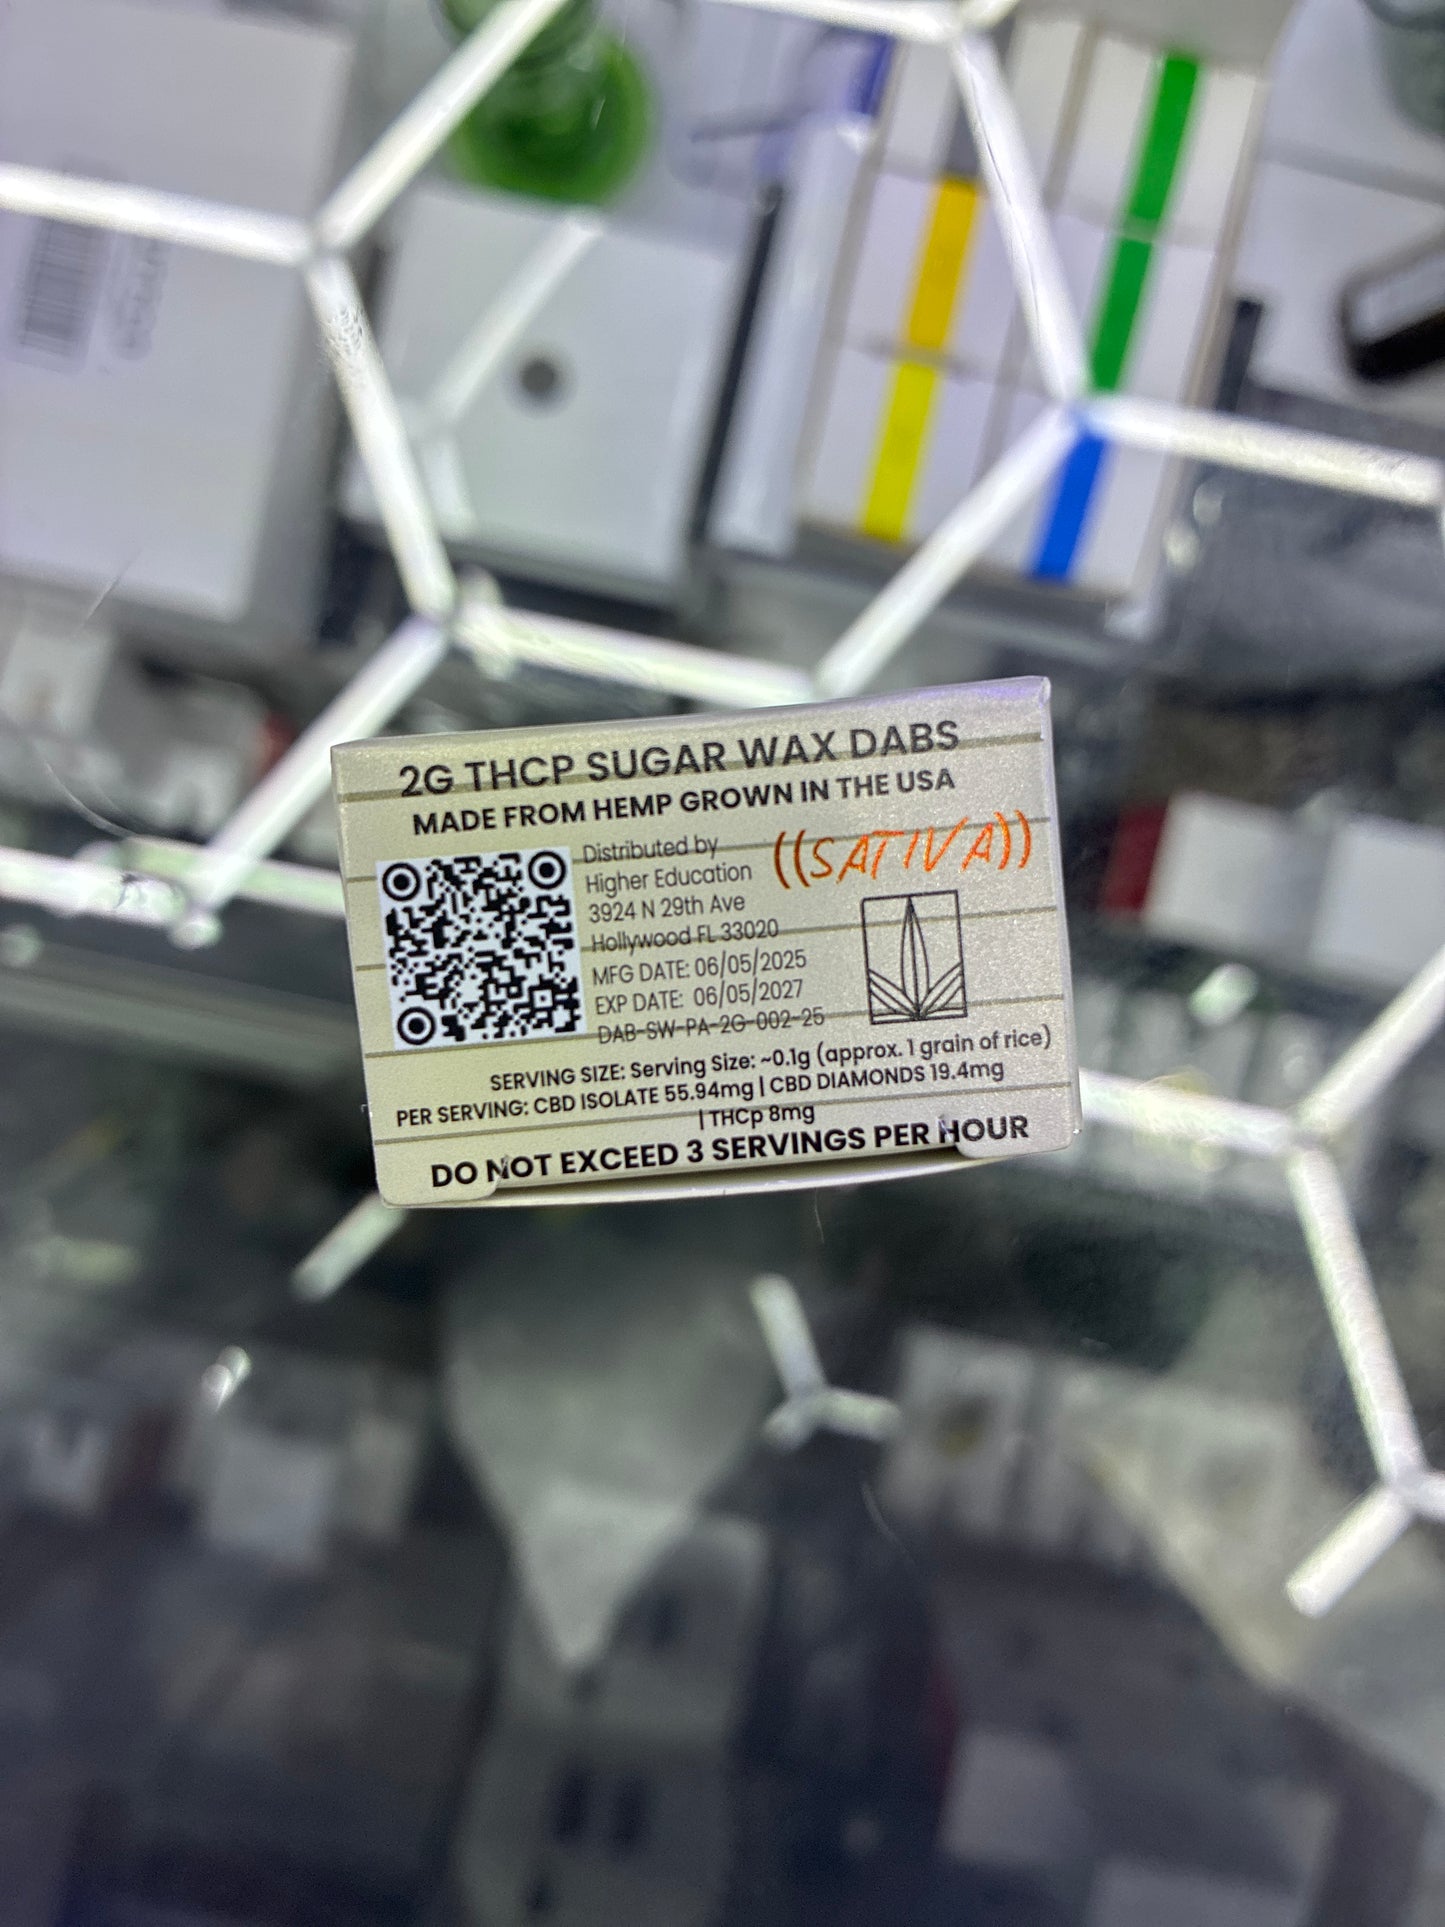 2G THCP SUGAR WAX DABS
MADE FROM HEMP GROWN IN THE USA
Distributed by
((SATIVA))
Higher Education
3924 N 29th Ave
Hollywood FL 33020
MFG DATE: 06/05/2025
EXP DATE: 06/05/2027
DAB-SW-PA-2G-002-25
SERVING SIZE: Serving Size: ~0.1g (approx. 1 grain of rice)
PER SERVING: CBD ISOLATE 55.94mg | CBD DIAMONDS 19.4mg
| THCp 8mg
DO NOT EXCEED 3 SERVINGS PER HOUR